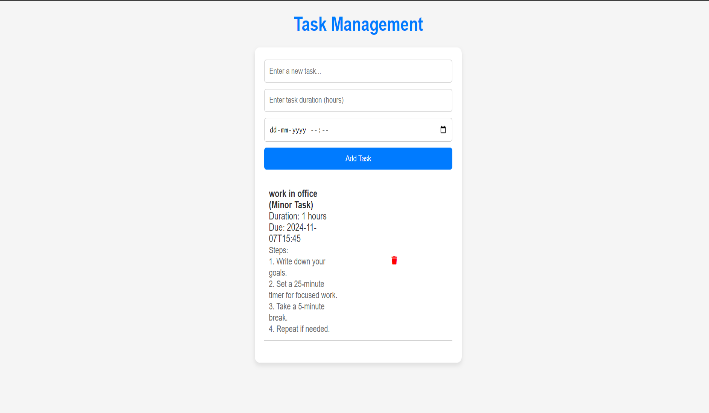 Task Management
Enter a new task...
Enter task duration (hours)
dd-mm-yyyy --:--
Add Task
work in office
(Minor Task)
Duration: 1 hours
Due: 2024-11-
07T15:45
Steps:
1. Write down your
goals.
2. Set a 25-minute
timer for focused work.
3. Take a 5-minute
break.
4. Repeat if needed.